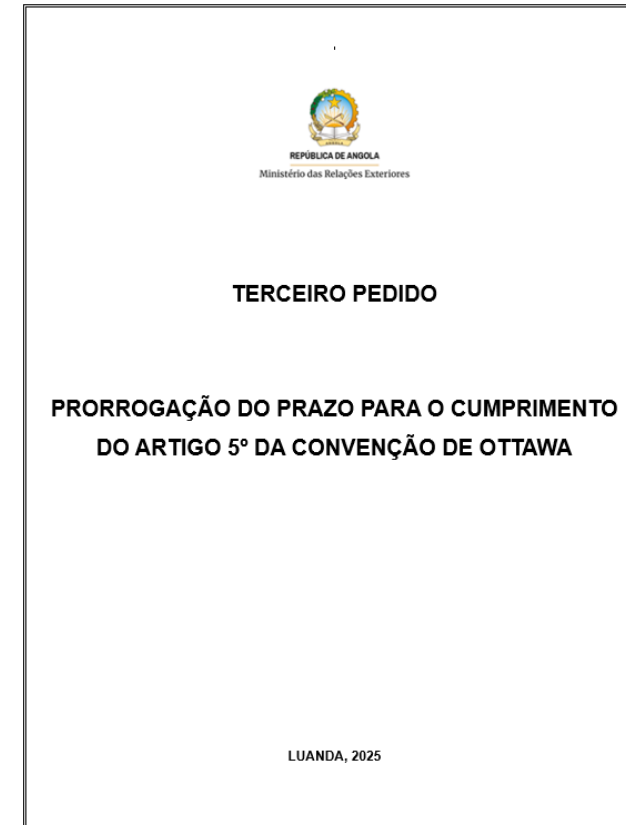 REPÚBLICA DE ANGOLA
Ministério das Relações Exteriores
TERCEIRO PEDIDO
PRORROGAÇÃO DO PRAZO PARA O CUMPRIMENTO
DO ARTIGO 5º DA CONVENÇÃO DE OTTAWA
LUANDA, 2025